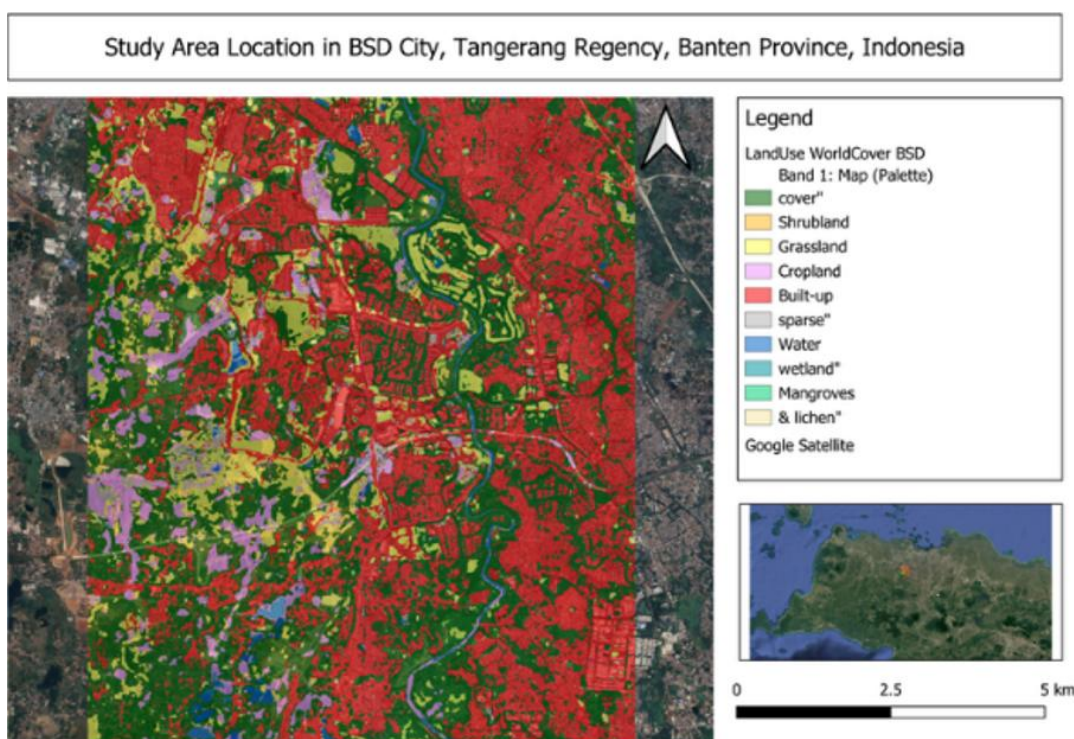 Study Area Location in BSD City, Tangerang Regency, Banten Province, Indonesia
Legend
LandUse WorldCover BSD
Band 1: Map (Palette)
cover"
Shrubland
Grassland
Cropland
Built-up
sparse"
Water
wetland"
Mangroves
& lichen"
Google Satellite
0 2.5 5 km